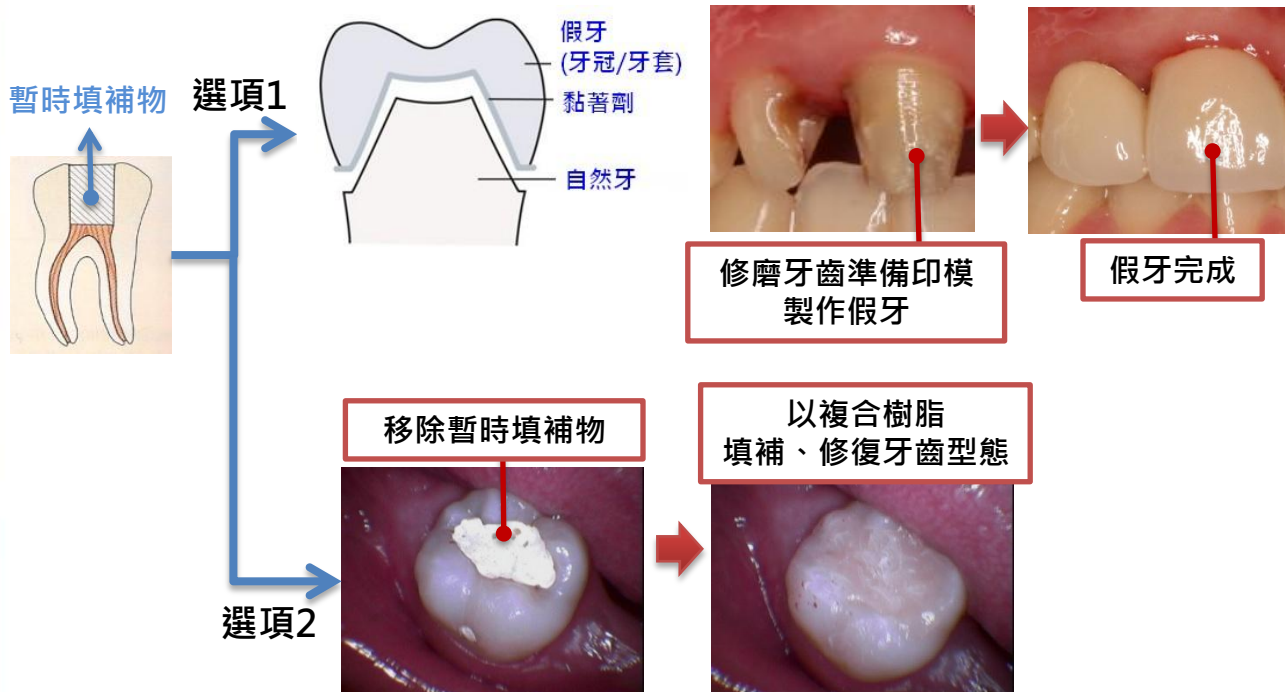 暫時填補物
選項1
假牙
(牙冠/牙套)
黏著劑
自然牙
修磨牙齒準備印模
製作假牙
假牙完成
選項2
移除暫時填補物
以複合樹脂
填補、修復牙齒型態